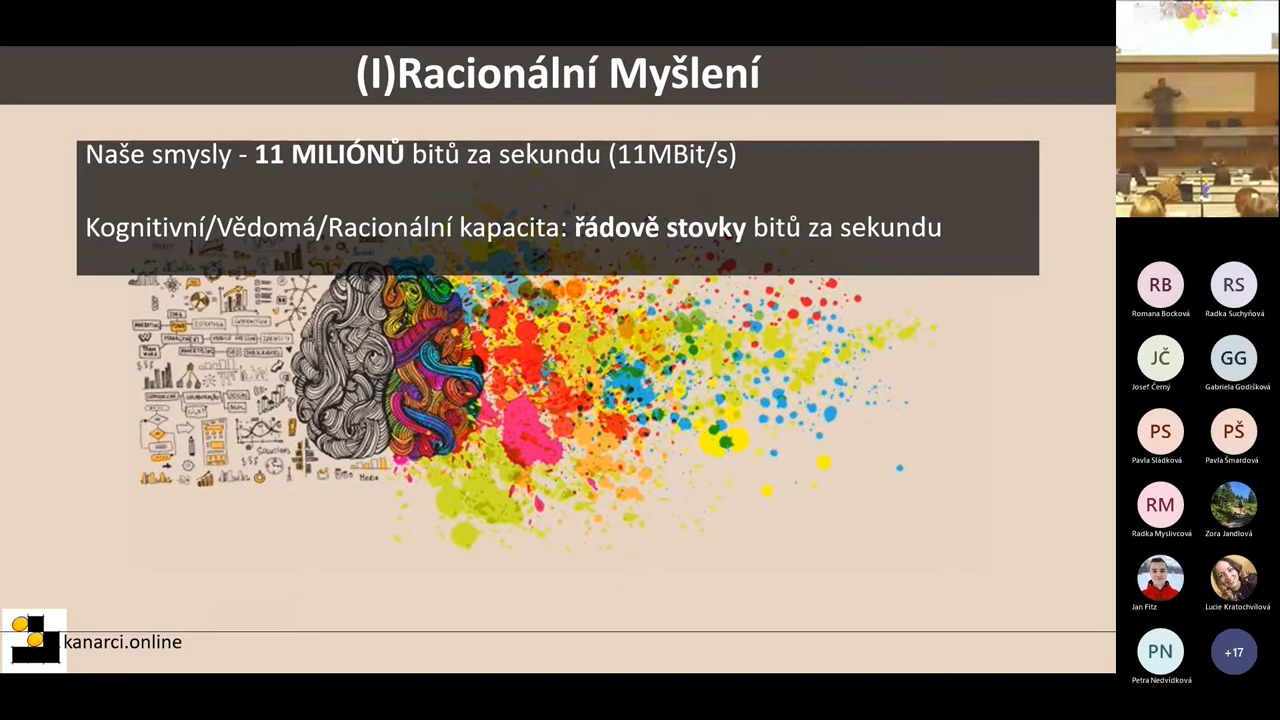 (I)Racionální Myšlení
Naše smysly - 11 MILIÓNŮ bitů za sekundu (11MBit/s)
Kognitivní/Vědomá/Racionální kapacita: řádově stovky bitů za sekundu
SOLUTIONS
MEDIA
kanarci.online
RB
RS
Romana Bocková
Radka Suchyňová
JČ
GG
Josef Černý
Gabriela Godišková
PS
PŠ
Pavla Sládková
Pavla Šmardová
RM
Radka Myslivcová
Zora Jandlová
Jan Fitz
Lucie Kratochvílová
PN
+17
Petra Nedvídková